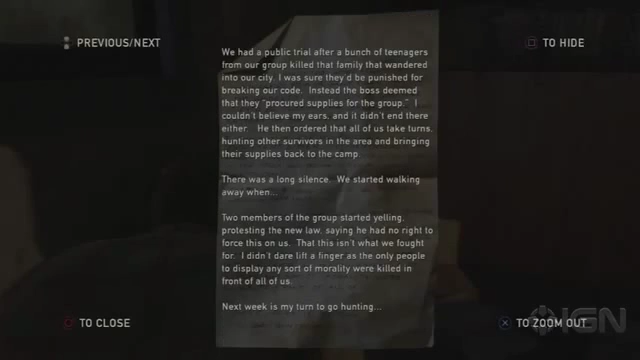 PREVIOUS/NEXT
TO HIDE
We had a public trial after a bunch of teenagers
from our group killed that family that wandered
into our city. I was sure they'd be punished for
breaking our code. Instead the boss deemed
that they "procured supplies for the group." I
couldn't believe my ears, and it didn't end there
either. He then ordered that all of us take turns,
hunting other survivors in the area and bringing
their supplies back to the camp.
There was a long silence. We started walking
away when...
Two members of the group started yelling,
protesting the new law, saying he had no right to
force this on us. That this isn't what we fought
for. I didn't dare lift a finger as the only people
to display any sort of morality were killed in
front of all of us.
Next week is my turn to go hunting...
TO CLOSE
TO ZOOM OUT
IGN